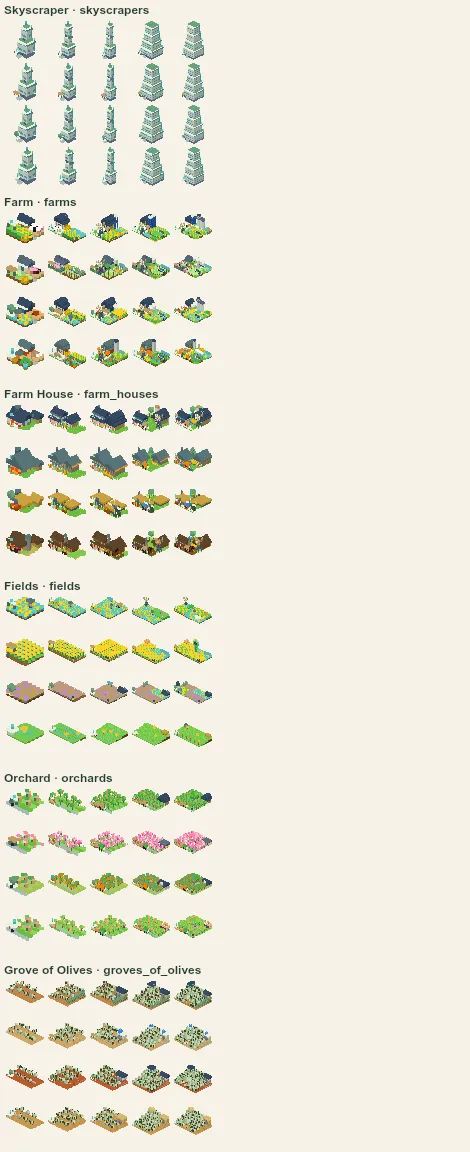 Skyscraper · skyscrapers
Farm · farms
Farm House · farm_houses
Fields · fields
Orchard · orchards
Grove of Olives · groves_of_olives